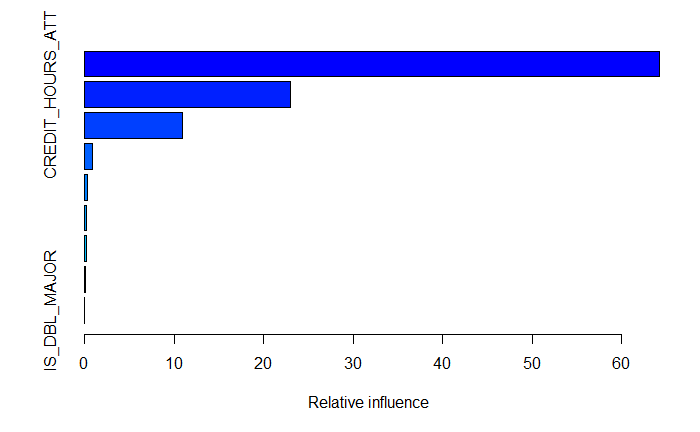 CREDIT_HOURS_ATT
IS_DBL_MAJOR
0 10 20 30 40 50 60
Relative influence